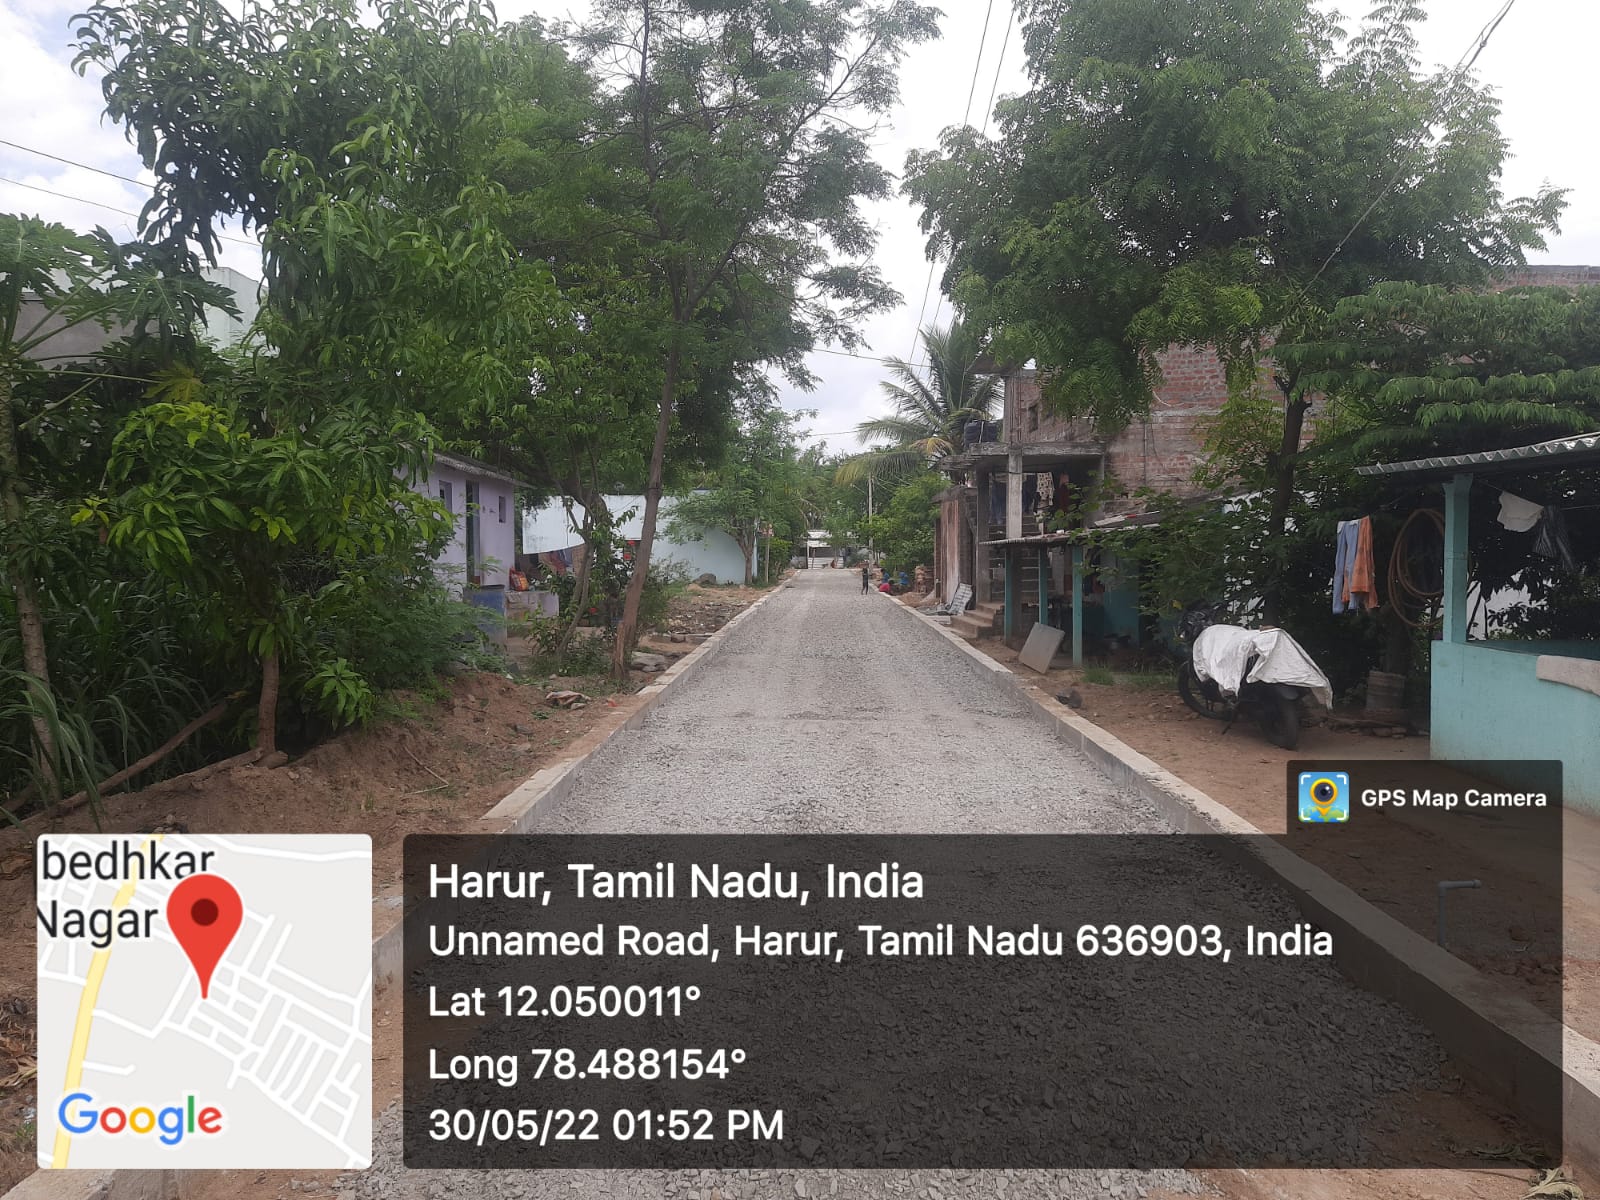 GPS Map Camera
bedhkar
Nagar
Google
Harur, Tamil Nadu, India
Unnamed Road, Harur, Tamil Nadu 636903, India
Lat 12.050011°
Long 78.488154°
30/05/22 01:52 PM